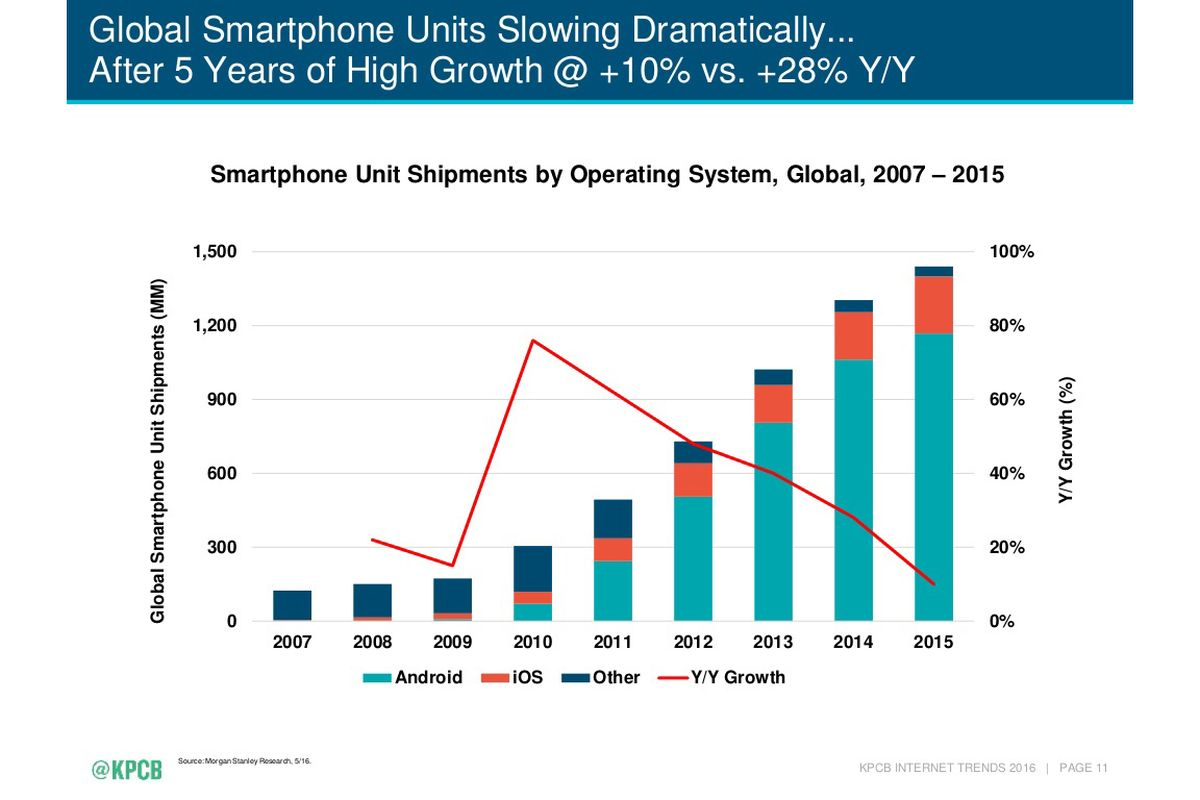 Global Smartphone Units Slowing Dramatically...
After 5 Years of High Growth @ +10% vs. +28% Y/Y
Smartphone Unit Shipments by Operating System, Global, 2007 – 2015
Global Smartphone Unit Shipments (MM)
1,500
1,200
900
600
300
0
100%
80%
60%
40%
20%
0%
Y/Y Growth (%)
2007 2008 2009 2010 2011 2012 2013 2014 2015
Android iOS Other Y/Y Growth
@KPCB
Source: Morgan Stanley Research, 5/16.
KPCB INTERNET TRENDS 2016 | PAGE 11